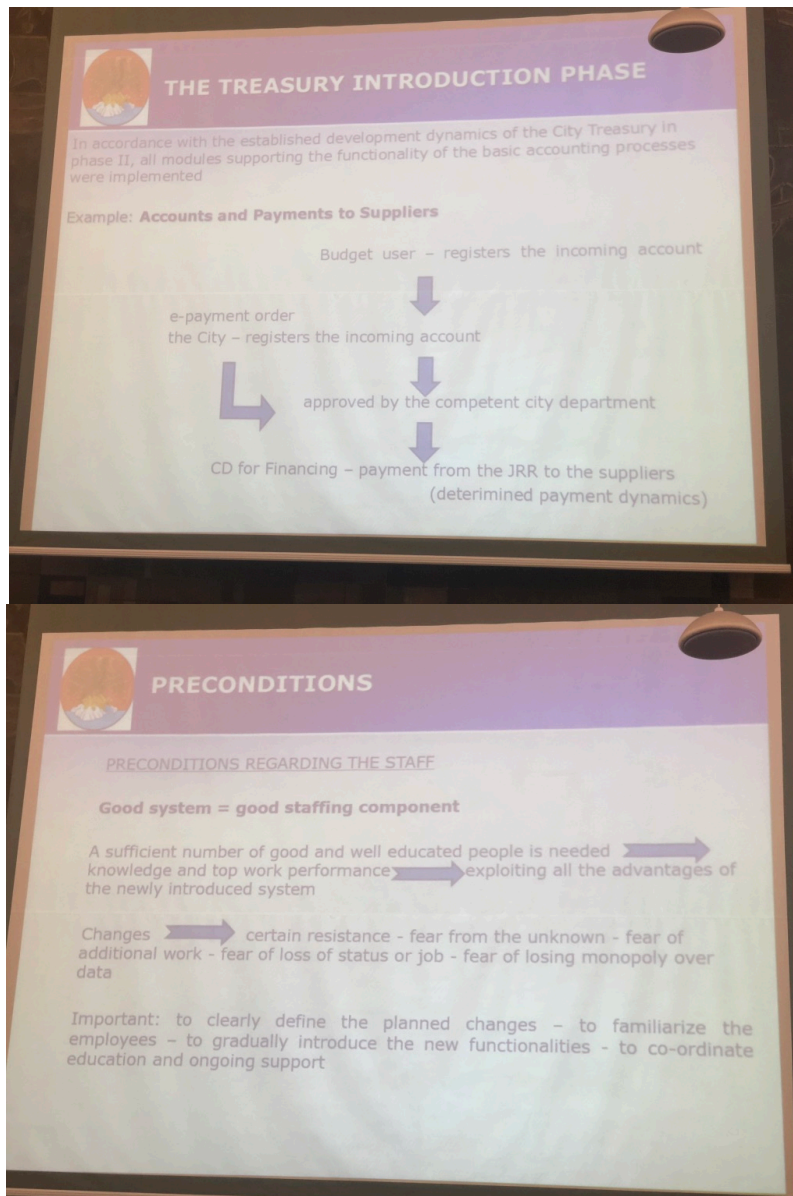 THE TREASURY INTRODUCTION PHASE
In accordance with the established development dynamics of the City Treasury in
phase II, all modules supporting the functionality of the basic accounting processes
were implemented
Example: Accounts and Payments to Suppliers
Budget user – registers the incoming account
e-payment order
the City – registers the incoming account
approved by the competent city department
CD for Financing – payment from the JRR to the suppliers
(deterimined payment dynamics)
PRECONDITIONS
PRECONDITIONS REGARDING THE STAFF
Good system = good staffing component
A sufficient number of good and well educated people is needed
knowledge and top work performance exploiting all the advantages of
the newly introduced system
Changes certain resistance - fear from the unknown - fear of
additional work - fear of loss of status or job - fear of losing monopoly over
data
Important: to clearly define the planned changes – to familiarize the
employees – to gradually introduce the new functionalities - to co-ordinate
education and ongoing support